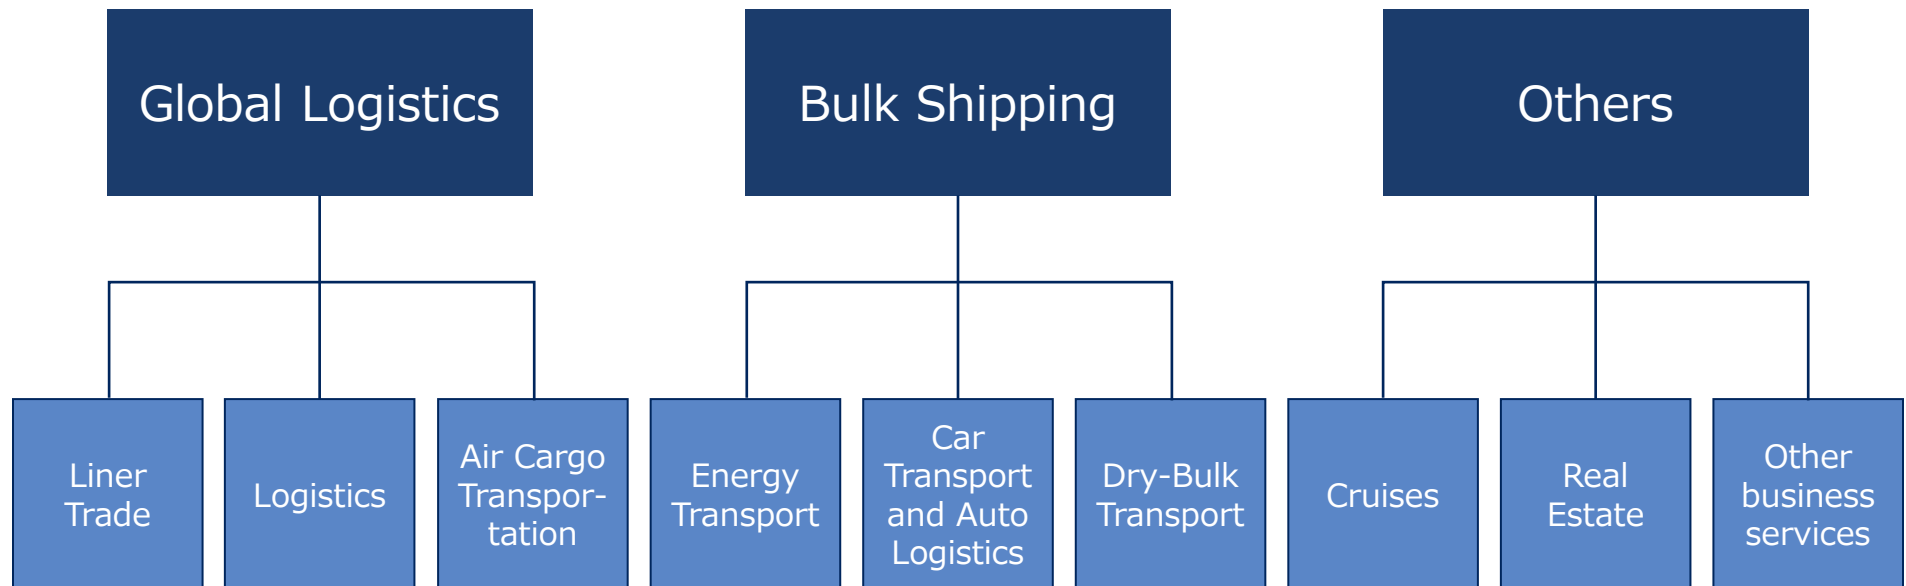 Global Logistics
Bulk Shipping
Others
Liner
Trade
Logistics
Air Cargo
Transpor-
tation
Energy
Transport
Car
Transport
and Auto
Logistics
Dry-Bulk
Transport
Cruises
Real
Estate
Other
business
services